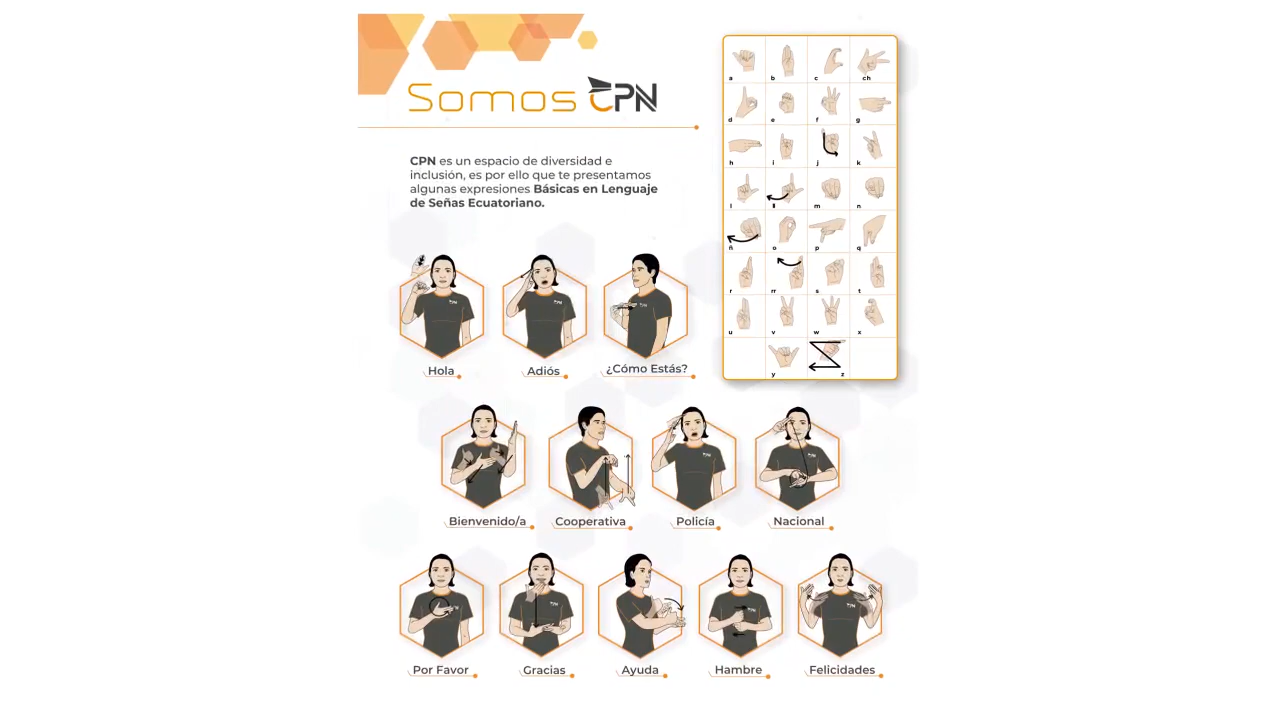 Somos CPN
CPN es un espacio de diversidad e
inclusión, es por ello que te presentamos
algunas expresiones Básicas en Lenguaje
de Señas Ecuatoriano.
a b c ch
d e f g
h i j k
l ll m n
ñ o p q
r rr s t
u v w x
y z
Hola Adiós ¿Cómo Estás?
Bienvenido/a Cooperativa Policía Nacional
Por Favor Gracias Ayuda Hambre Felicidades